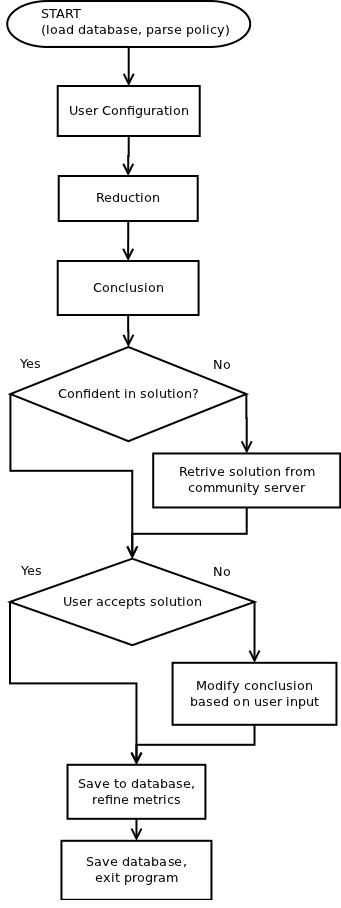 START
(load database, parse policy)
User Configuration
Reduction
Conclusion
Yes
No
Confident in solution?
Retrive solution from
community server
Yes
No
User accepts solution
Modify conclusion
based on user input
Save to database,
refine metrics
Save database,
exit program